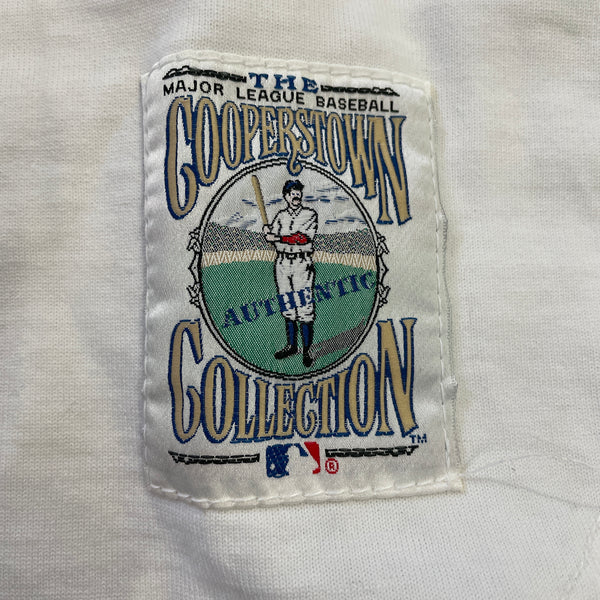 THE
MAJOR LEAGUE BASEBALL
COOPERSTOWN
AUTHENTIC
COLLECTION
TM
®